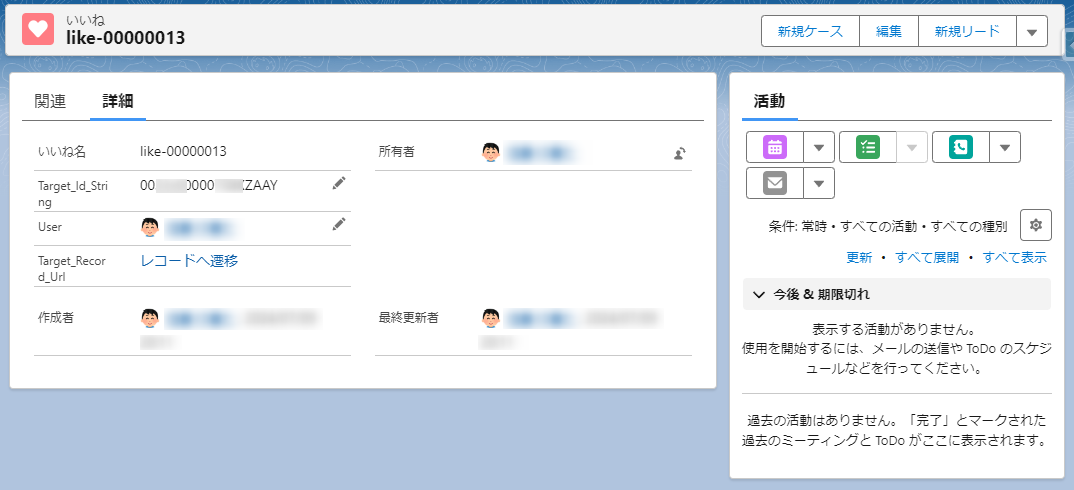 いいね
like-00000013
新規ケース 編集 新規リード
関連 詳細
いいね名 like-00000013
所有者
Target_Id_Stri
ng
00 0000 ZAAY
User
Target_Recor
d_Url
レコードへ遷移
作成者
最終更新者
活動
条件: 常時・すべての活動・すべての種別
更新 • すべて展開 • すべて表示
今後 & 期限切れ
表示する活動がありません。
使用を開始するには、メールの送信や ToDo のスケジ
ュールなどを行ってください。
過去の活動はありません。「完了」とマークされた
過去のミーティングと ToDo がここに表示されます。